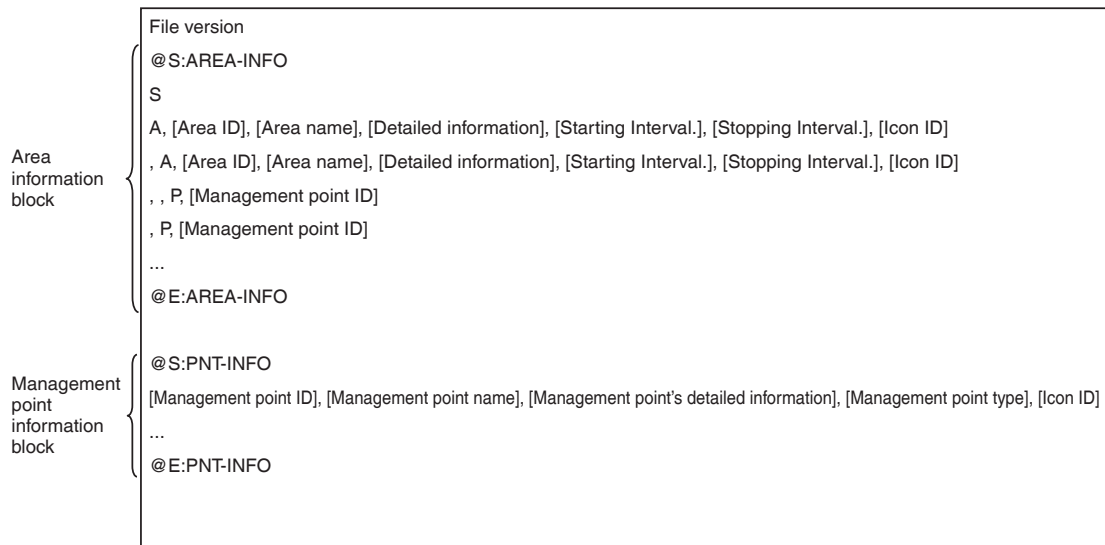 File version
Area information block
@S:AREA-INFO
S
A, [Area ID], [Area name], [Detailed information], [Starting Interval.], [Stopping Interval.], [Icon ID]
, A, [Area ID], [Area name], [Detailed information], [Starting Interval.], [Stopping Interval.], [Icon ID]
, , P, [Management point ID]
, P, [Management point ID]
...
@E:AREA-INFO
Management point information block
@S:PNT-INFO
[Management point ID], [Management point name], [Management point's detailed information], [Management point type], [Icon ID]
...
@E:PNT-INFO